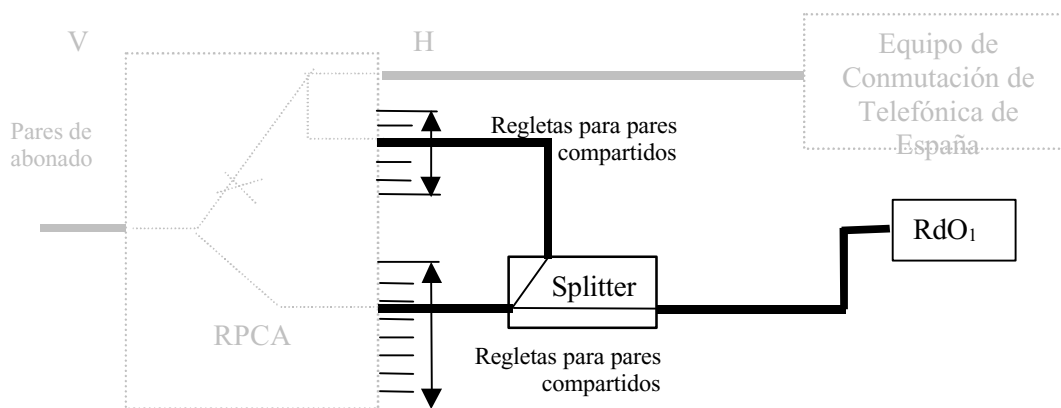 V
H
Equipo de
Conmutación de
Telefónica de
España
Pares de
abonado
Regletas para pares
compartidos
RdO1
Splitter
RPCA
Regletas para pares
compartidos